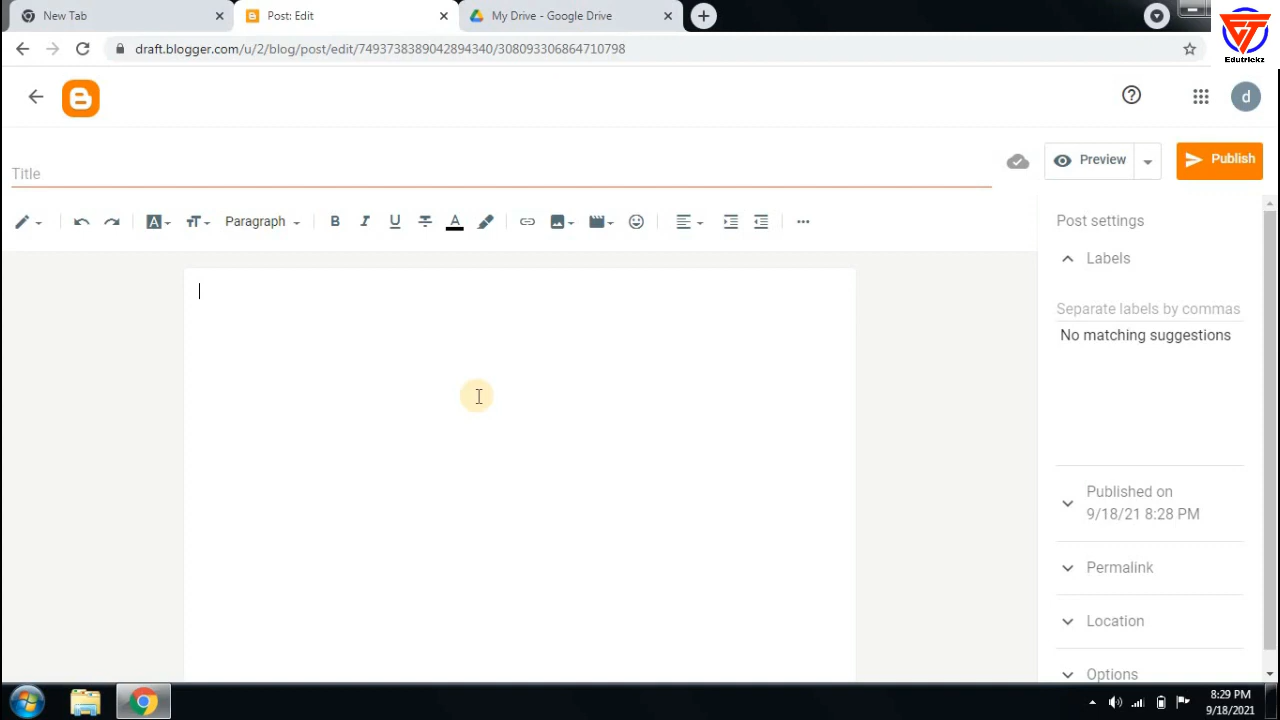 New Tab
Post: Edit
My Drive - Google Drive
draft.blogger.com/u/2/blog/post/edit/7493738389042894340/308093306864710798
Edutrickz
d
Title
Preview
Publish
Paragraph
B I U A
Post settings
Labels
Separate labels by commas
No matching suggestions
Published on
9/18/21 8:28 PM
Permalink
Location
Options
8:29 PM
9/18/2021